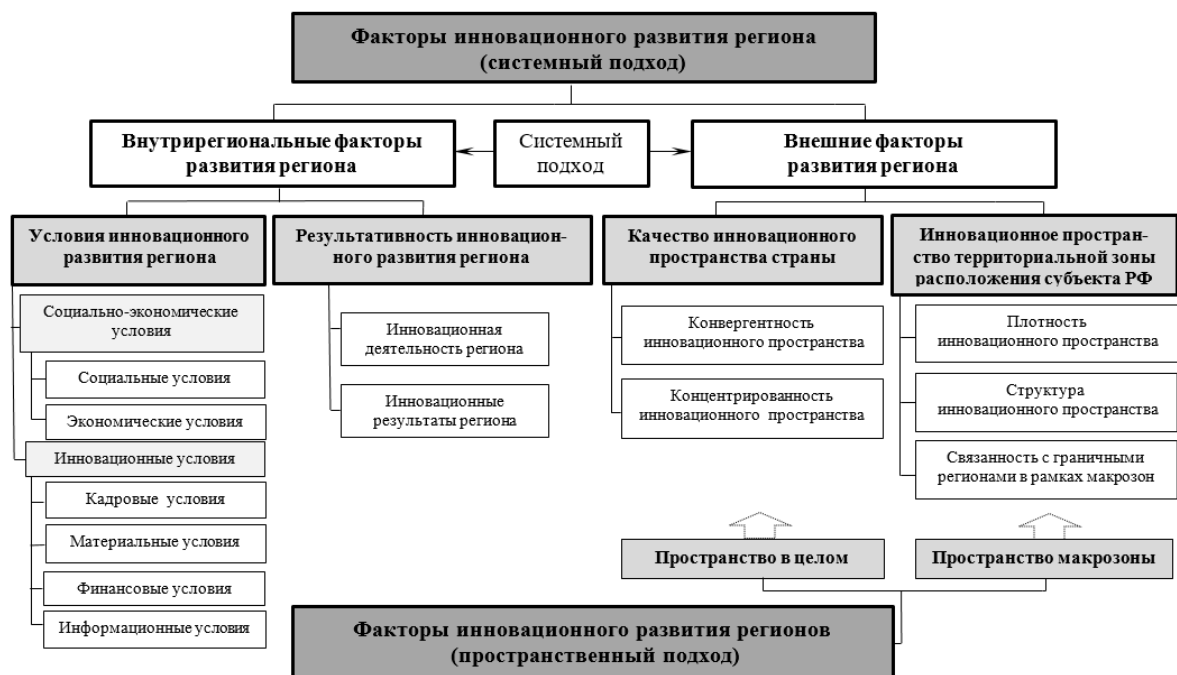 Факторы инновационного развития региона
(системный подход)
Внутрирегиональные факторы
развития региона
Системный
подход
Внешние факторы
развития региона
Условия инновационного
развития региона
Результативность инновацион-
ного развития региона
Качество инновационного
пространства страны
Инновационное простран-
ство территориальной зоны
расположения субъекта РФ
Социально-экономические
условия
Социальные условия
Экономические условия
Инновационные условия
Кадровые условия
Материальные условия
Финансовые условия
Информационные условия
Инновационная
деятельность региона
Инновационные
результаты региона
Конвергентность
инновационного пространства
Концентрированность
инновационного пространства
Плотность
инновационного пространства
Структура
инновационного пространства
Связанность с граничными
регионами в рамках макрозон
Пространство в целом
Пространство макрозоны
Факторы инновационного развития регионов
(пространственный подход)